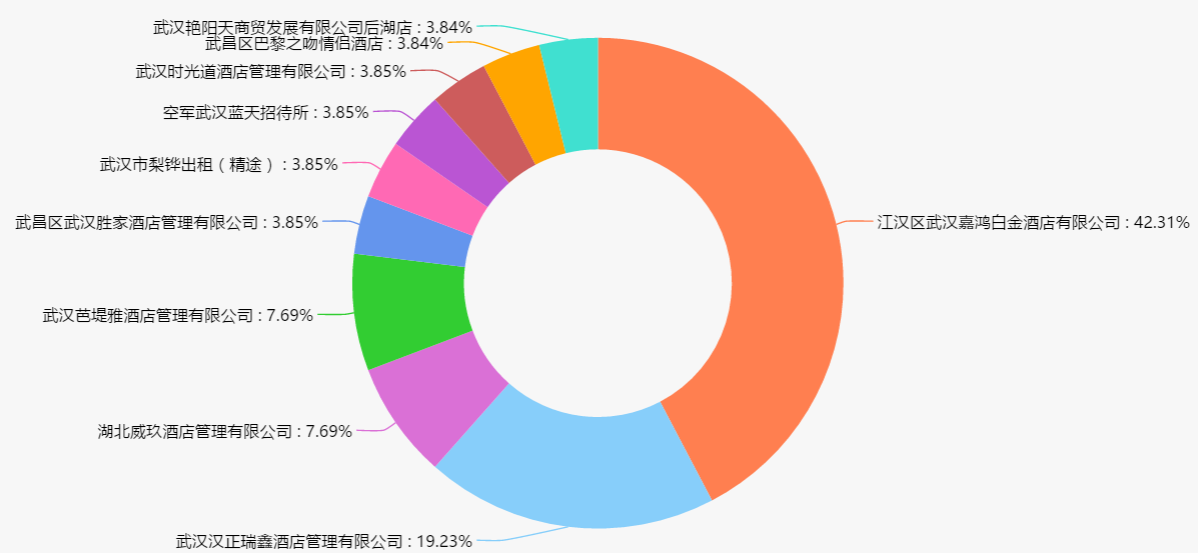 武汉艳阳天商贸发展有限公司后湖店 : 3.84%
武昌区巴黎之吻情侣酒店 : 3.84%
武汉时光道酒店管理有限公司 : 3.85%
空军武汉蓝天招待所 : 3.85%
武汉市梨铧出租（精途） : 3.85%
武昌区武汉胜家酒店管理有限公司 : 3.85%
江汉区武汉嘉鸿白金酒店有限公司 : 42.31%
武汉芭堤雅酒店管理有限公司 : 7.69%
湖北威玖酒店管理有限公司 : 7.69%
武汉汉正瑞鑫酒店管理有限公司 : 19.23%